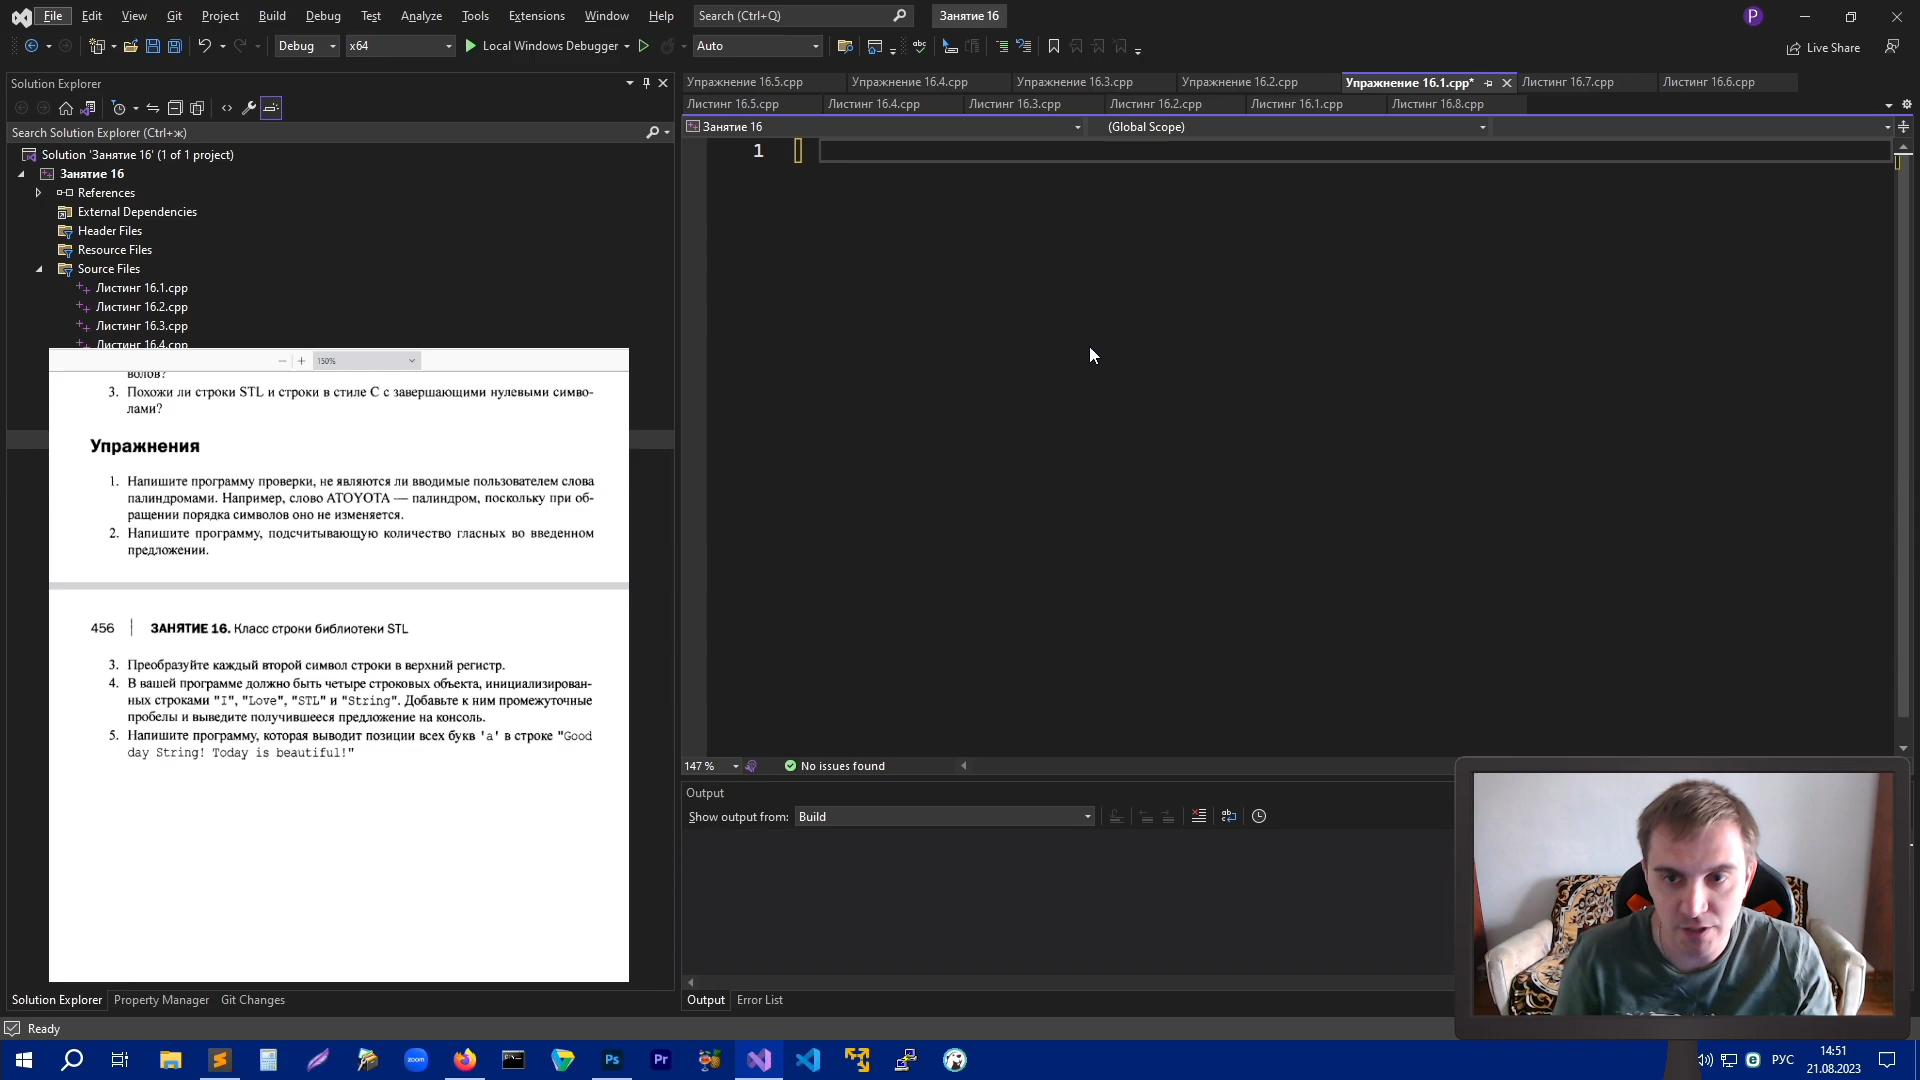 File Edit View Git Project Build Debug Test Analyze Tools Extensions Window Help Search (Ctrl+Q) Занятие 16 P
Debug x64 Local Windows Debugger Auto Live Share
Solution Explorer
Search Solution Explorer (Ctrl+ж)
Solution 'Занятие 16' (1 of 1 project)
Занятие 16
References
External Dependencies
Header Files
Resource Files
Source Files
Листинг 16.1.cpp
Листинг 16.2.cpp
Листинг 16.3.cpp
Листинг 16.4.cpp
150%
волов?
3. Похожи ли строки STL и строки в стиле C с завершающими нулевыми симво-
лами?
Упражнения
1. Напишите программу проверки, не являются ли вводимые пользователем слова
палиндромами. Например, слово ATOYOTA — палиндром, поскольку при об-
ращении порядка символов оно не изменяется.
2. Напишите программу, подсчитывающую количество гласных во введенном
предложении.
456 ЗАНЯТИЕ 16. Класс строки библиотеки STL
3. Преобразуйте каждый второй символ строки в верхний регистр.
4. В вашей программе должно быть четыре строковых объекта, инициализирован-
ных строками "I", "Love", "STL" и "String". Добавьте к ним промежуточные
пробелы и выведите получившееся предложение на консоль.
5. Напишите программу, которая выводит позиции всех букв 'a' в строке "Good
day String! Today is beautiful!"
Solution Explorer Property Manager Git Changes
Упражнение 16.5.cpp Упражнение 16.4.cpp Упражнение 16.3.cpp Упражнение 16.2.cpp Упражнение 16.1.cpp* Листинг 16.7.cpp Листинг 16.6.cpp
Листинг 16.5.cpp Листинг 16.4.cpp Листинг 16.3.cpp Листинг 16.2.cpp Листинг 16.1.cpp Листинг 16.8.cpp
Занятие 16 (Global Scope)
1
147 % No issues found
Output
Show output from: Build
Output Error List
Ready
zoom Ps Pr РУС 14:51
21.08.2023